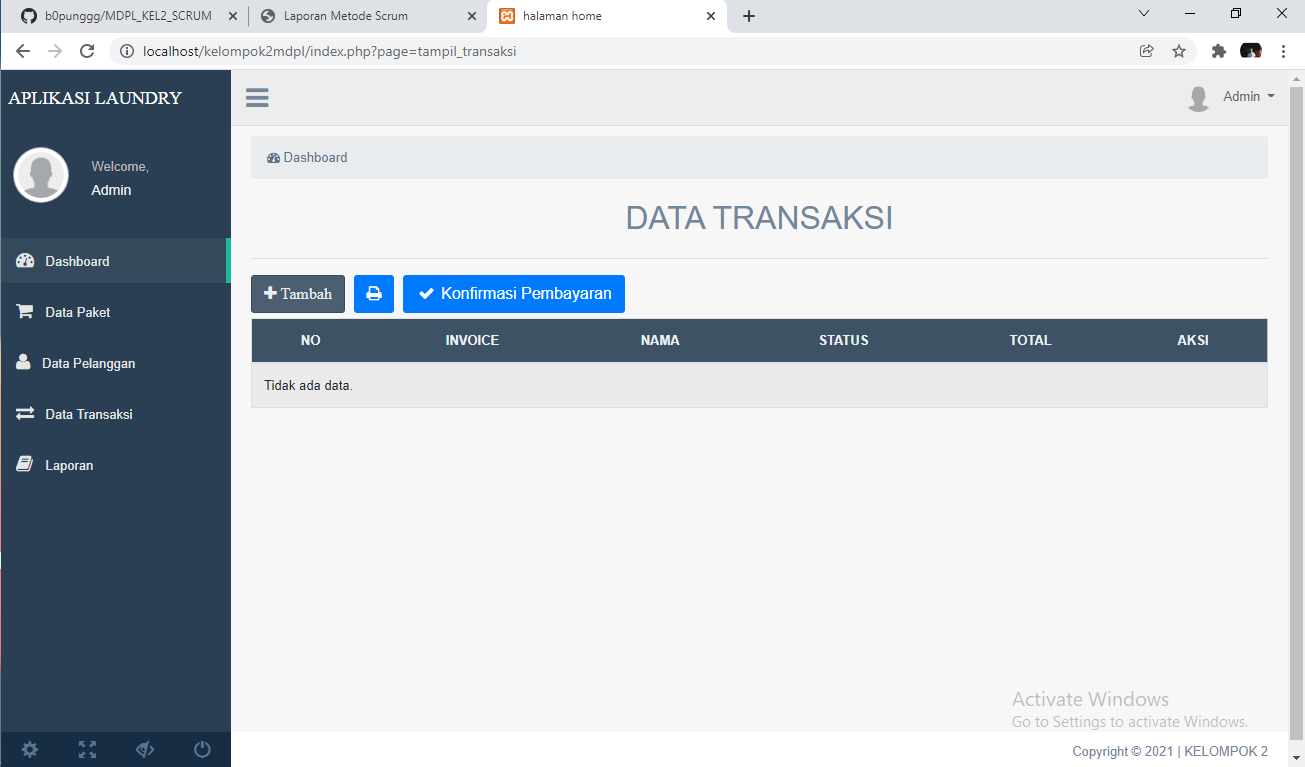 b0punggg/MDPL_KEL2_SCRUM
Laporan Metode Scrum
halaman home
localhost/kelompok2mdpl/index.php?page=tampil_transaksi
APLIKASI LAUNDRY
Admin
Welcome,
Admin
Dashboard
Data Paket
Data Pelanggan
Data Transaksi
Laporan
Dashboard
DATA TRANSAKSI
Tambah
Konfirmasi Pembayaran
NO INVOICE NAMA STATUS TOTAL AKSI
Tidak ada data.
Activate Windows
Go to Settings to activate Windows.
Copyright © 2021 | KELOMPOK 2